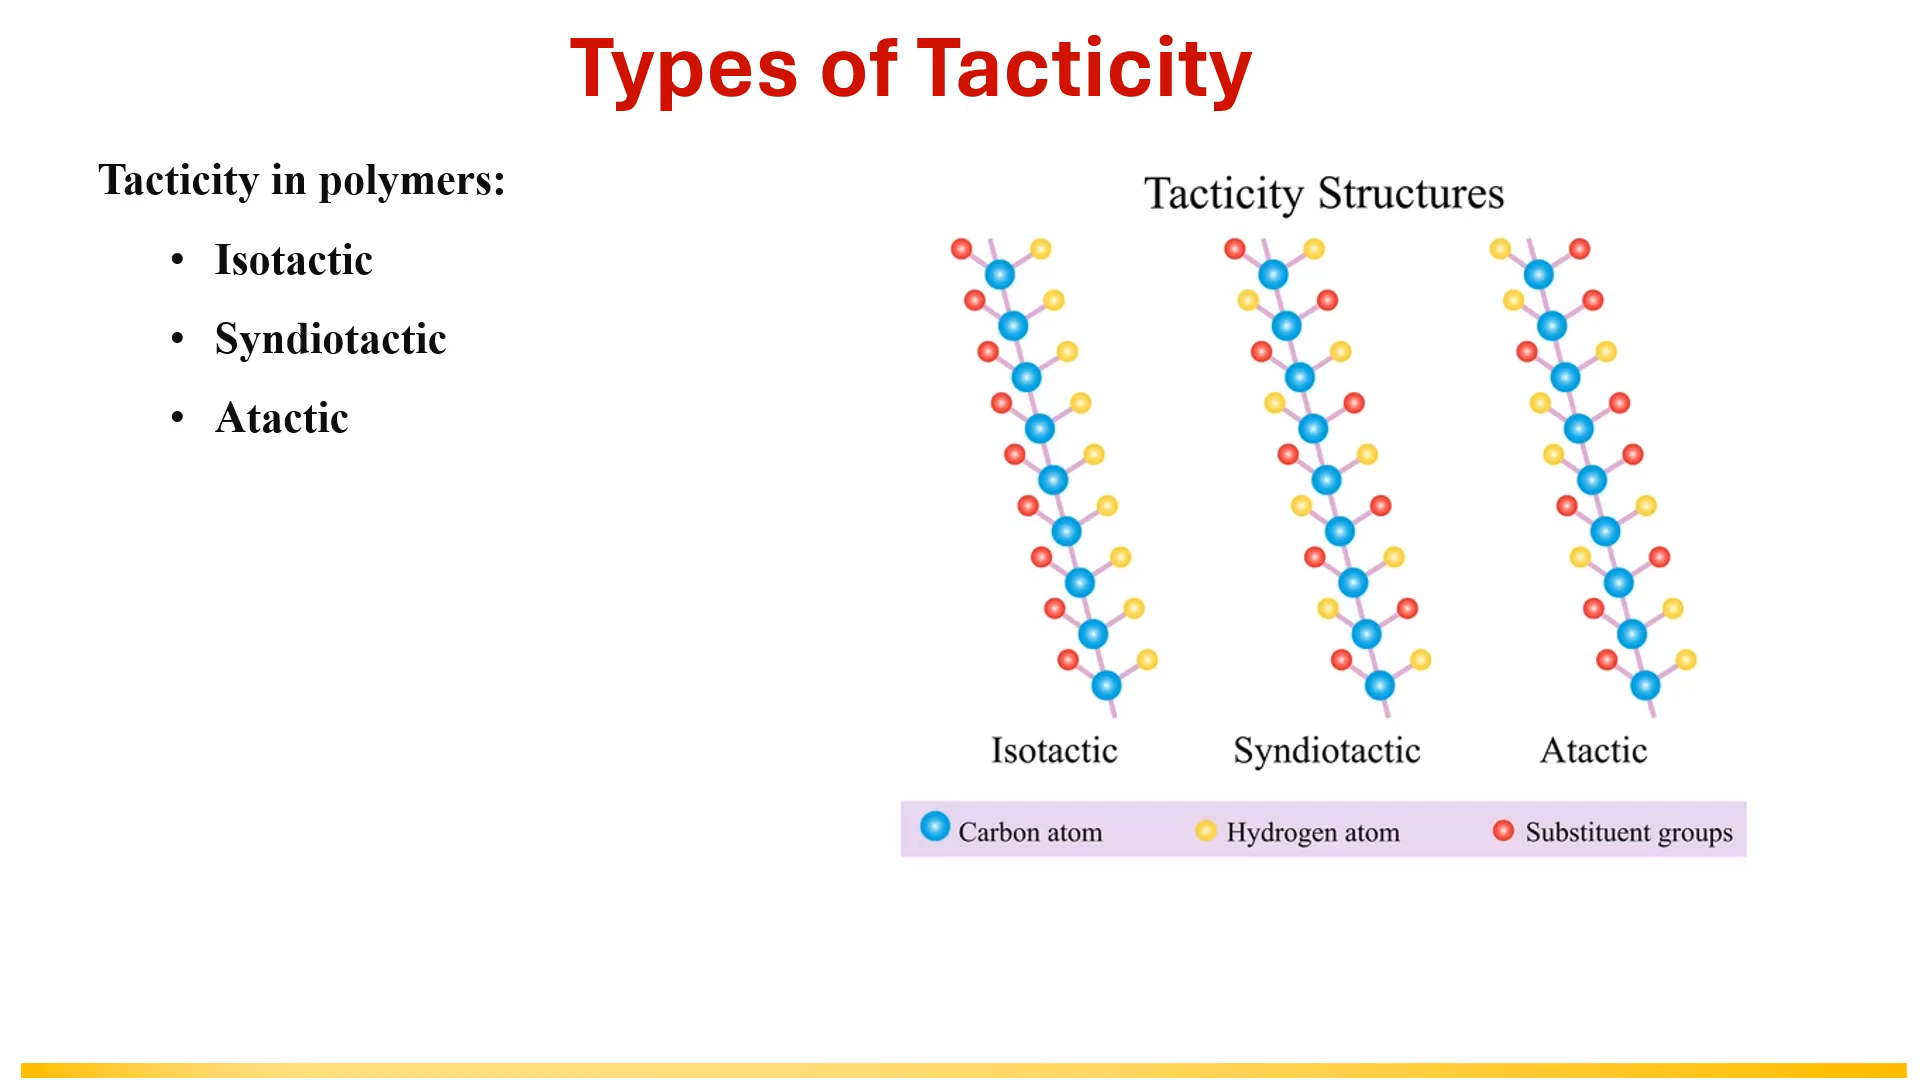 Types of Tacticity
Tacticity in polymers:
• Isotactic
• Syndiotactic
• Atactic
Tacticity Structures
Isotactic Syndiotactic Atactic
Carbon atom Hydrogen atom Substituent groups